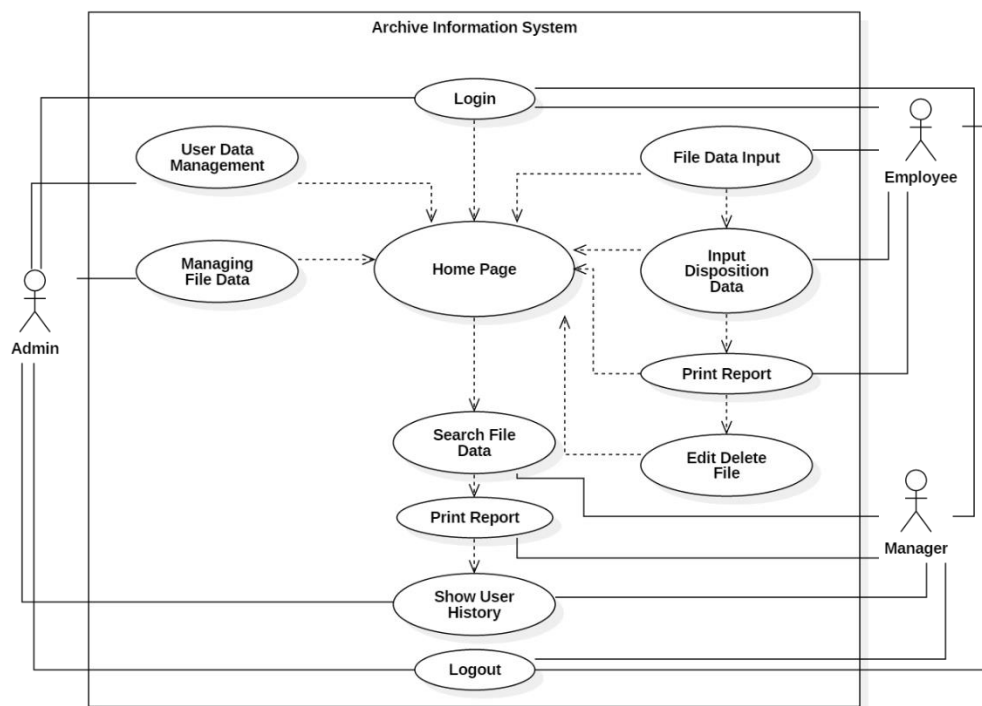 Archive Information System
Login
User Data
Management
File Data Input
Employee
Managing
File Data
Home Page
Input
Disposition
Data
Admin
Print Report
Search File
Data
Edit Delete
File
Print Report
Manager
Show User
History
Logout